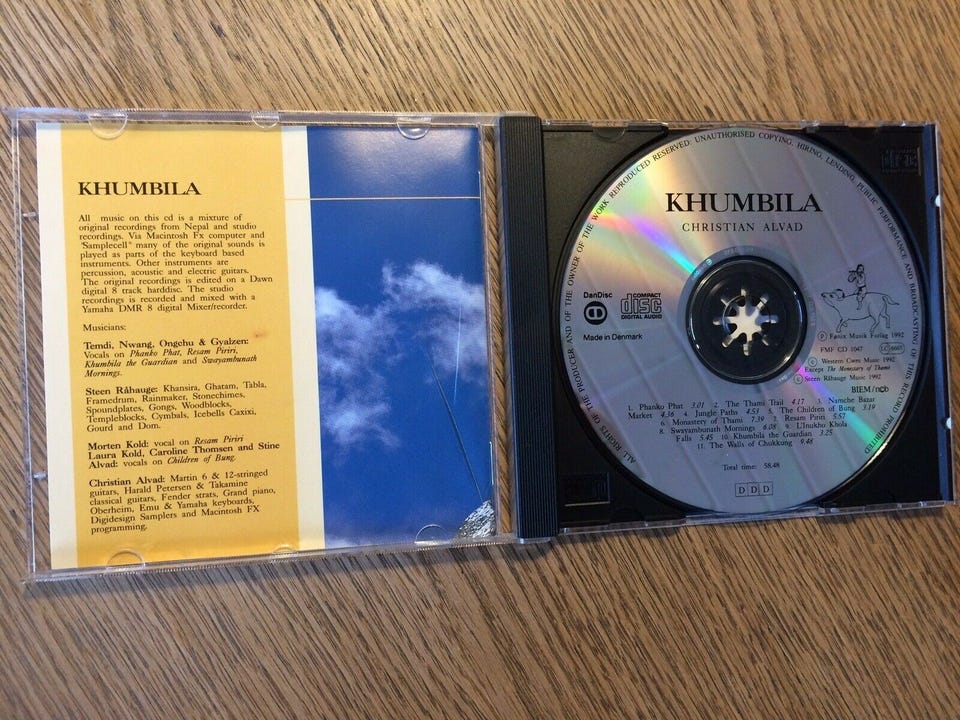 KHUMBILA
All music on this cd is a mixture of
original recordings from Nepal and studio
recordings. Via Macintosh Fx computer and
'Samplecell" many of the original sounds is
played as parts of the keyboard based
instruments. Other instruments are
percussion, acoustic and electric guitars.
The original recordings is edited on a Dawn
digital 8 track harddisc. The studio
recordings is recorded and mixed with a
Yamaha DMR 8 digital Mixer/recorder.
Musicians:
Temdi, Nwang, Ongchu & Gyalzen:
Vocals on Phanko Phat, Resam Piriri,
Khumbila the Guardian and Swayambunath
Mornings.
Steen Råhauge: Khansira, Ghatam, Tabla,
Framedrum, Rainmaker, Stonechimes,
Spoundplates, Gongs, Woodblocks,
Templeblocks, Cymbals, Icebells Caxixi,
Gourd and Dom.
Morten Kold: vocal on Resam Piriri
Laura Kold, Caroline Thomsen and Stine
Alvad: vocals on Children of Bung.
Christian Alvad: Martin 6 & 12-stringed
guitars, Harald Petersen & Takamine
classical guitars, Fender strats, Grand piano,
Oberheim, Emu & Yamaha keyboards,
Digidesign Samplers and Macintosh FX
programming.
ALL RIGHTS OF THE PRODUCER AND OF THE OWNER OF THE WORK REPRODUCED RESERVED. UNAUTHORISED COPYING, HIRING, LENDING, PUBLIC PERFORMANCE AND BROADCASTING OF THIS RECORD PROHIBITED
KHUMBILA
CHRISTIAN ALVAD
DanDisc
COMPACT
disc
DIGITAL AUDIO
Made in Denmark
Ⓟ Fønix Musik Forlag 1992
FMF CD 1047
© Western Cwm Music 1992
Except The Monastery of Thami
© Steen Råhauge Music 1992
BIEM/ncb
1. Phanko Phat 3.01 2. The Thami Trail 4.17 3. Namche Bazar
Market 4.36 4. Jungle Paths 4.53 5. The Children of Bung 3.19
6. Monastery of Thami 7.39 7. Resam Piriri 5.57
8. Swayambunath Mornings 6.08 9. L'Inukho Khola
Falls 5.45 10. Khumbila the Guardian 3.25
11. The Walls of Chukkung 9.48
Total time: 58.48
DDD